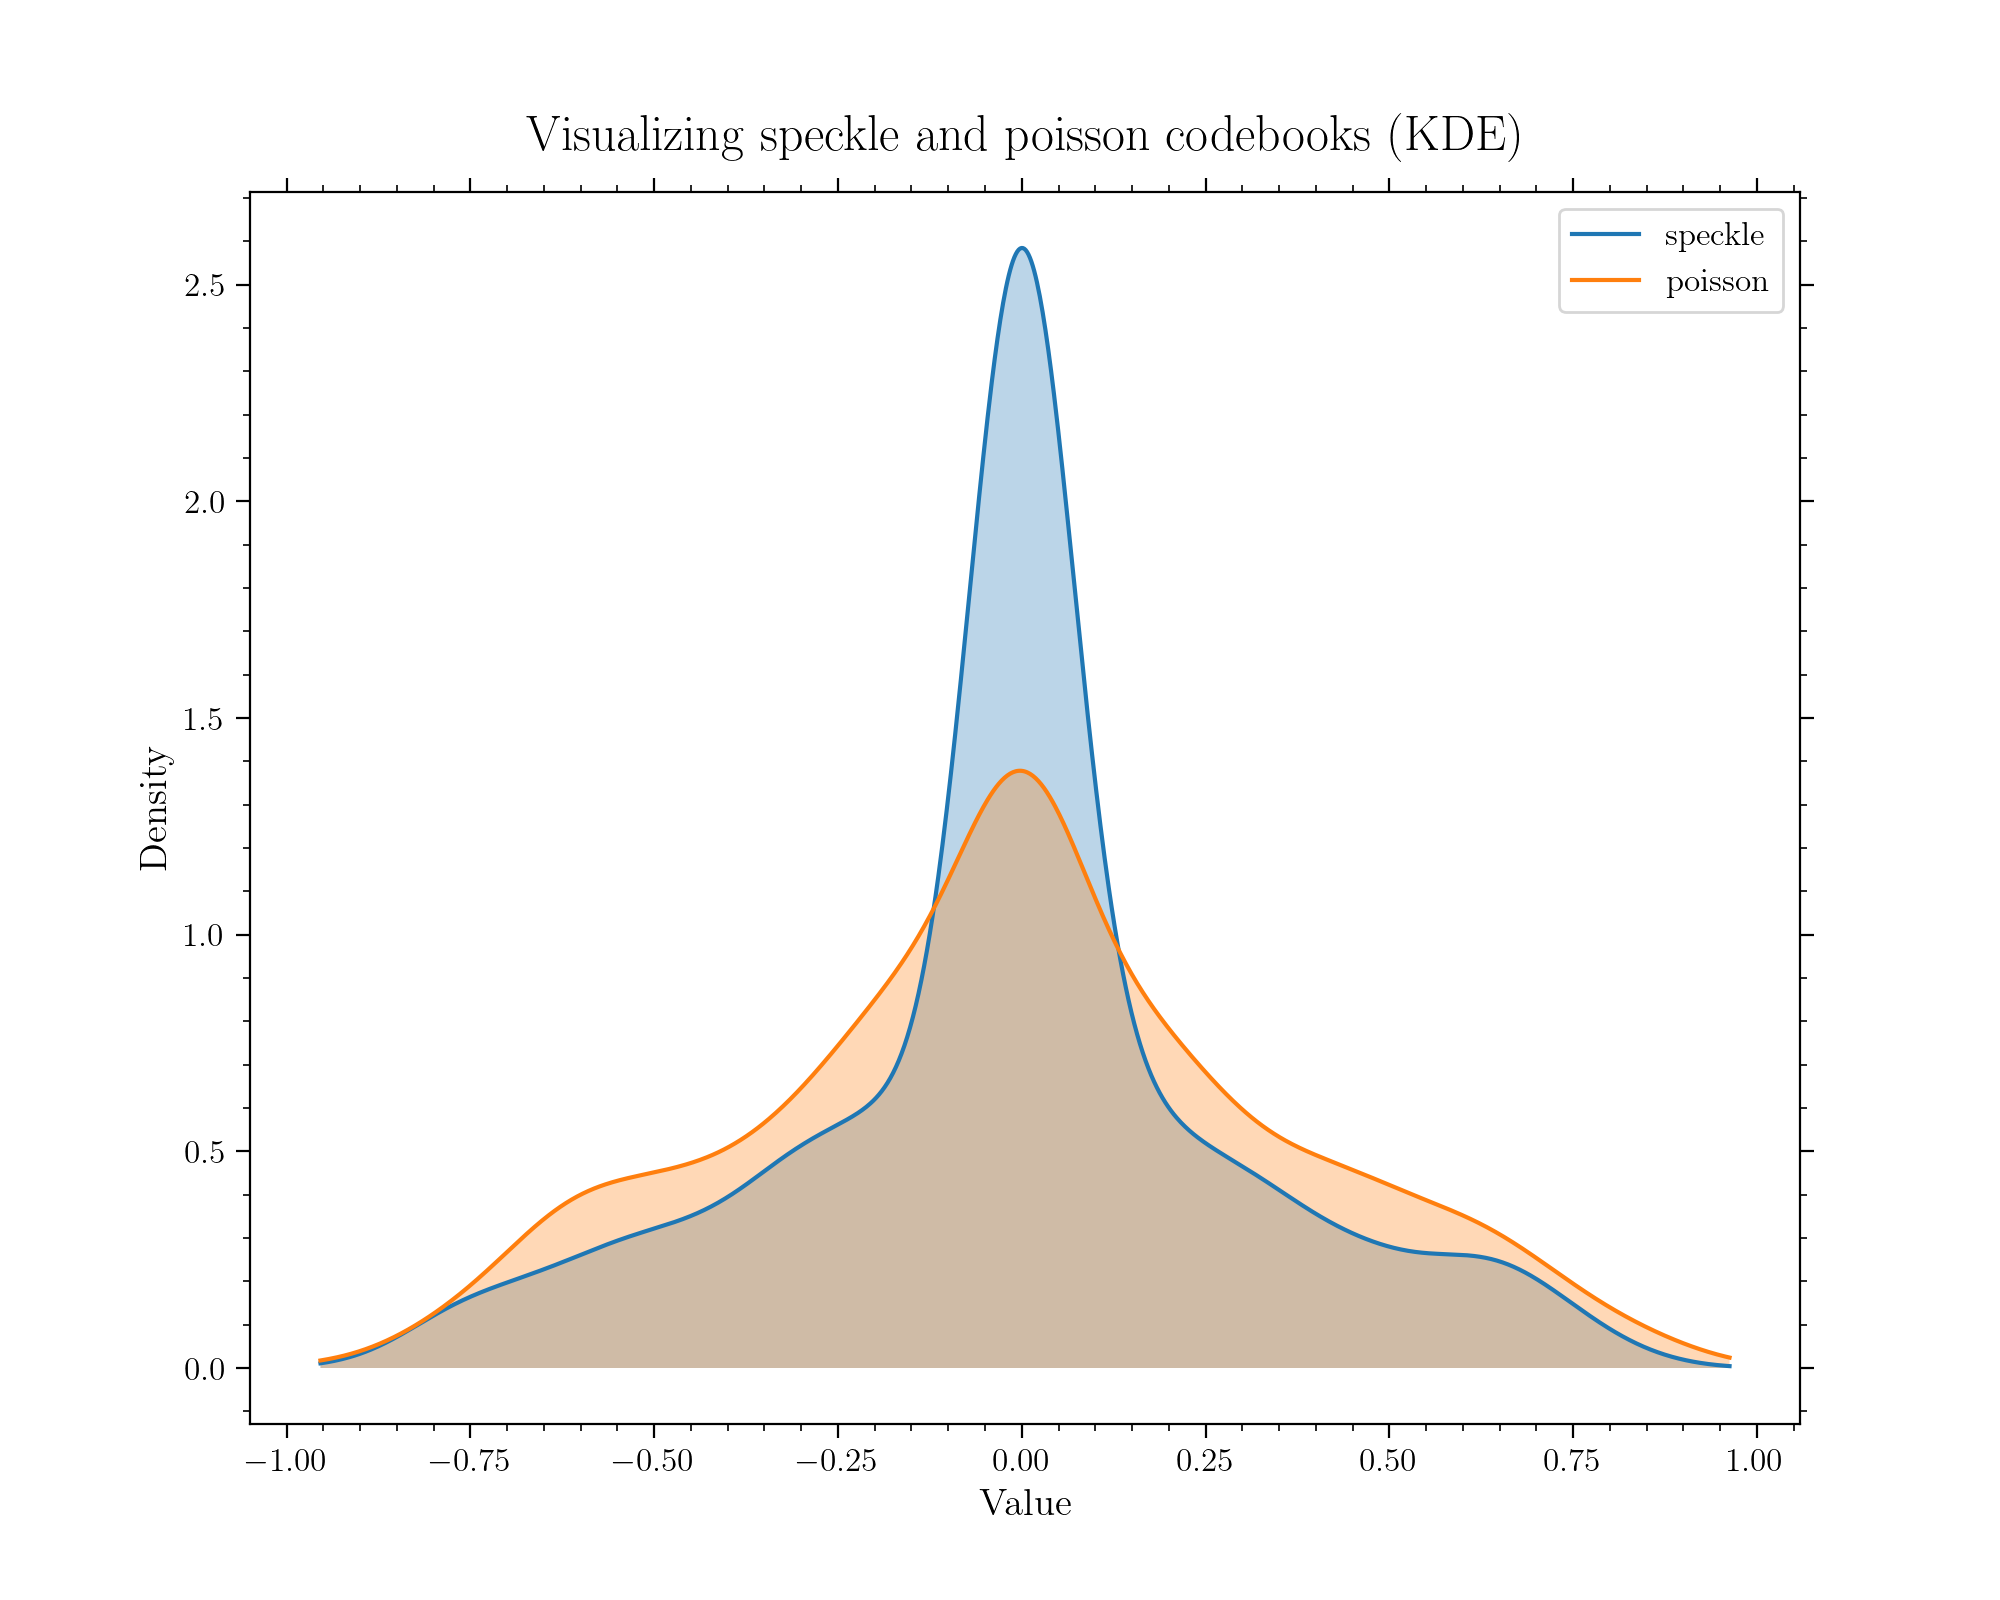 Visualizing speckle and poisson codebooks (KDE)
speckle
poisson
2.5
2.0
1.5
1.0
0.5
0.0
Density
−1.00 −0.75 −0.50 −0.25 0.00 0.25 0.50 0.75 1.00
Value